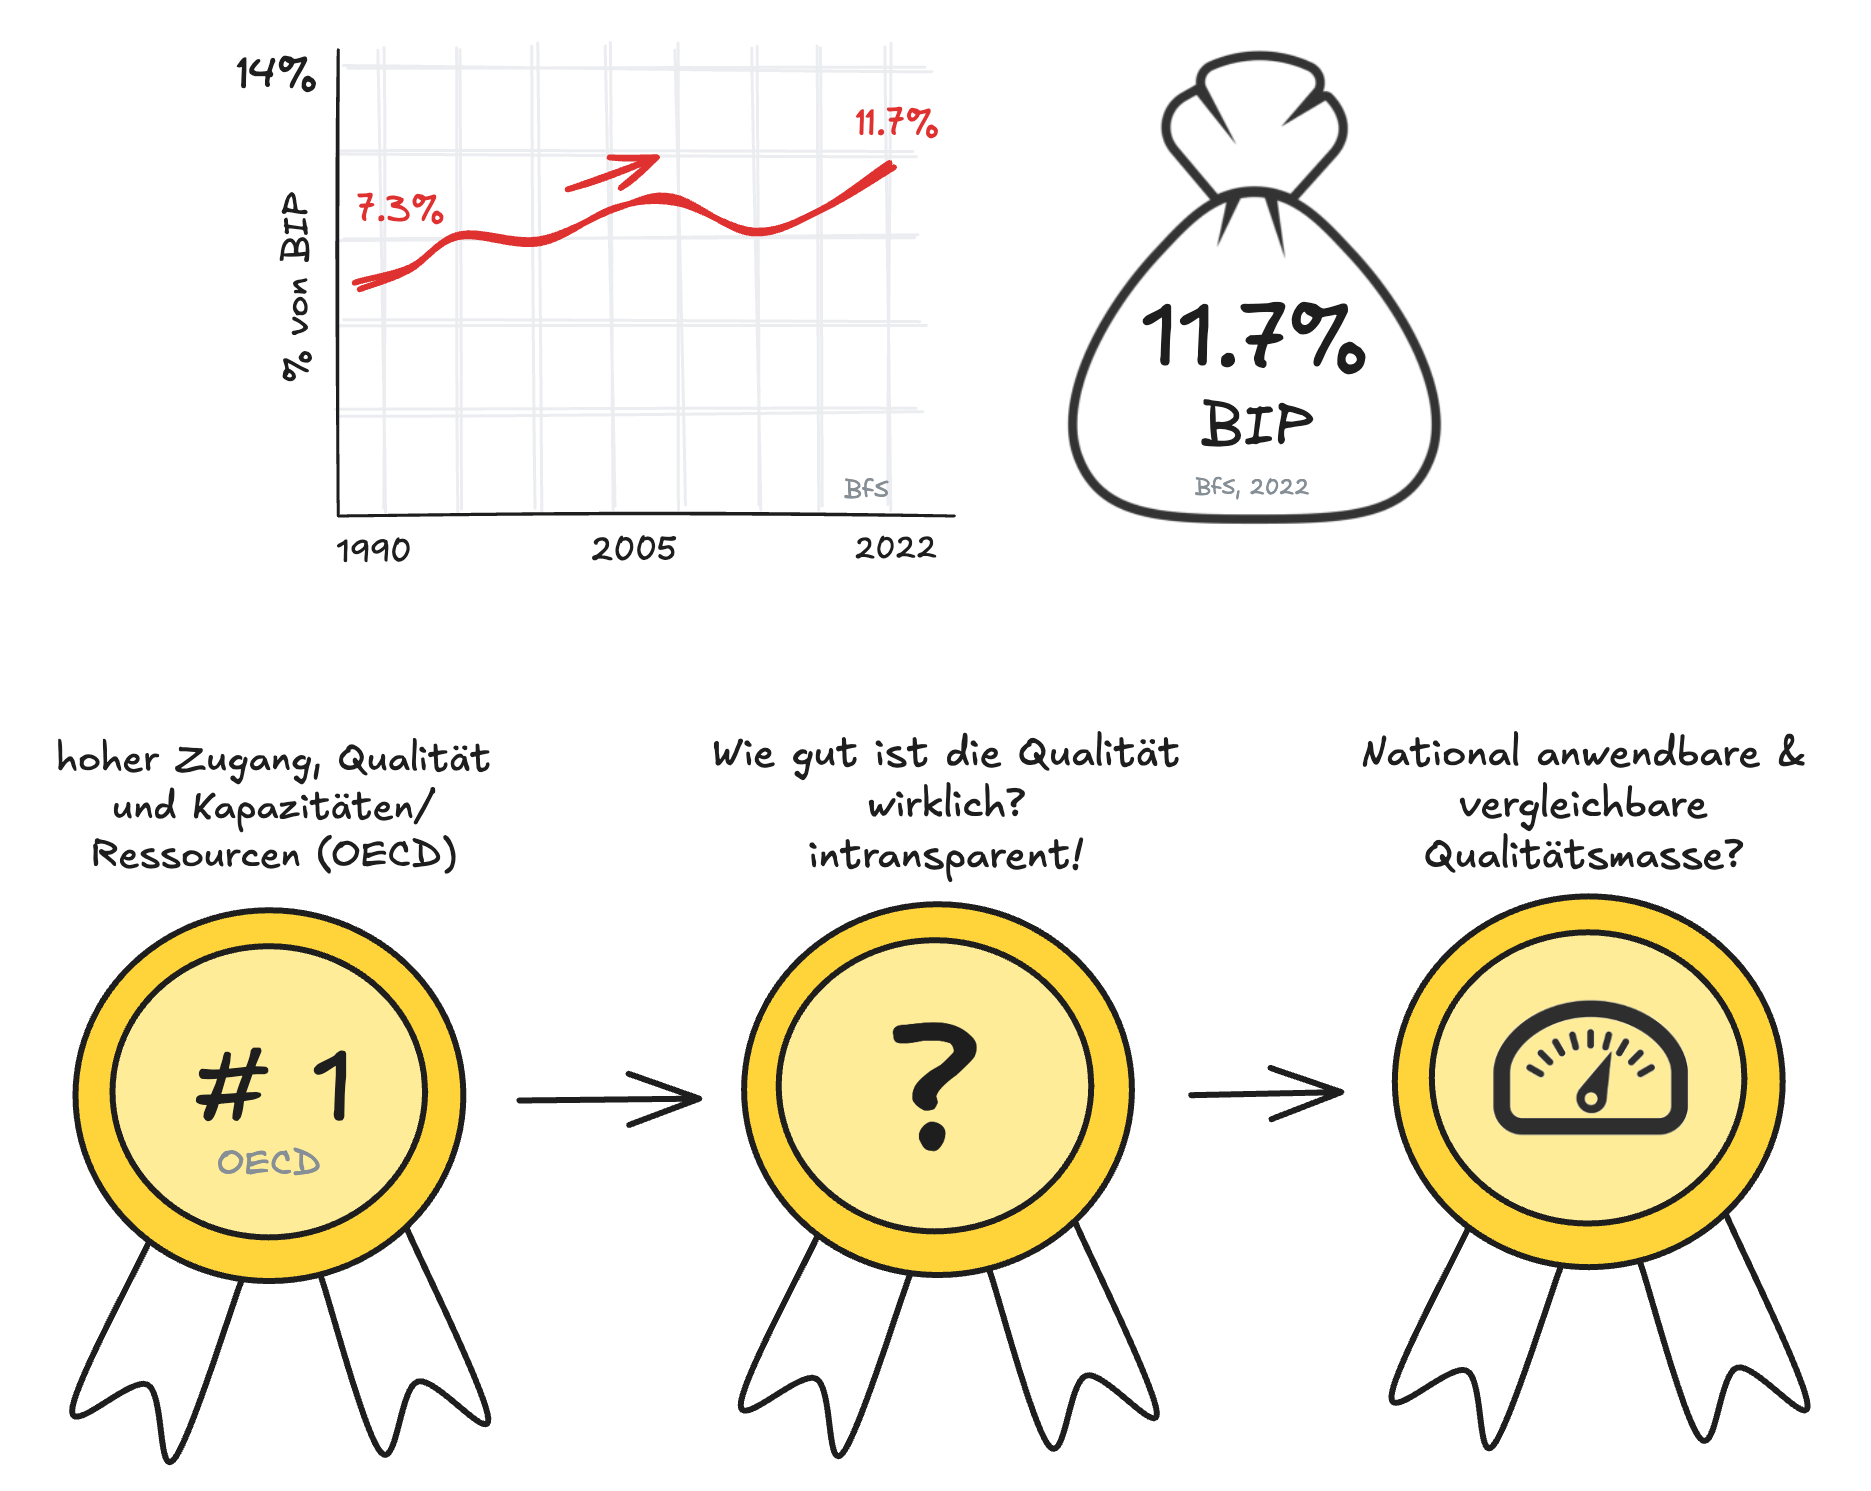 14%
11.7%
7.3%
% von BIP
BfS
1990
2005
2022
11.7%
BIP
BfS, 2022
hoher Zugang, Qualität
und Kapazitäten/
Ressourcen (OECD)
# 1
OECD
Wie gut ist die Qualität
wirklich?
intransparent!
?
National anwendbare &
vergleichbare
Qualitätsmasse?